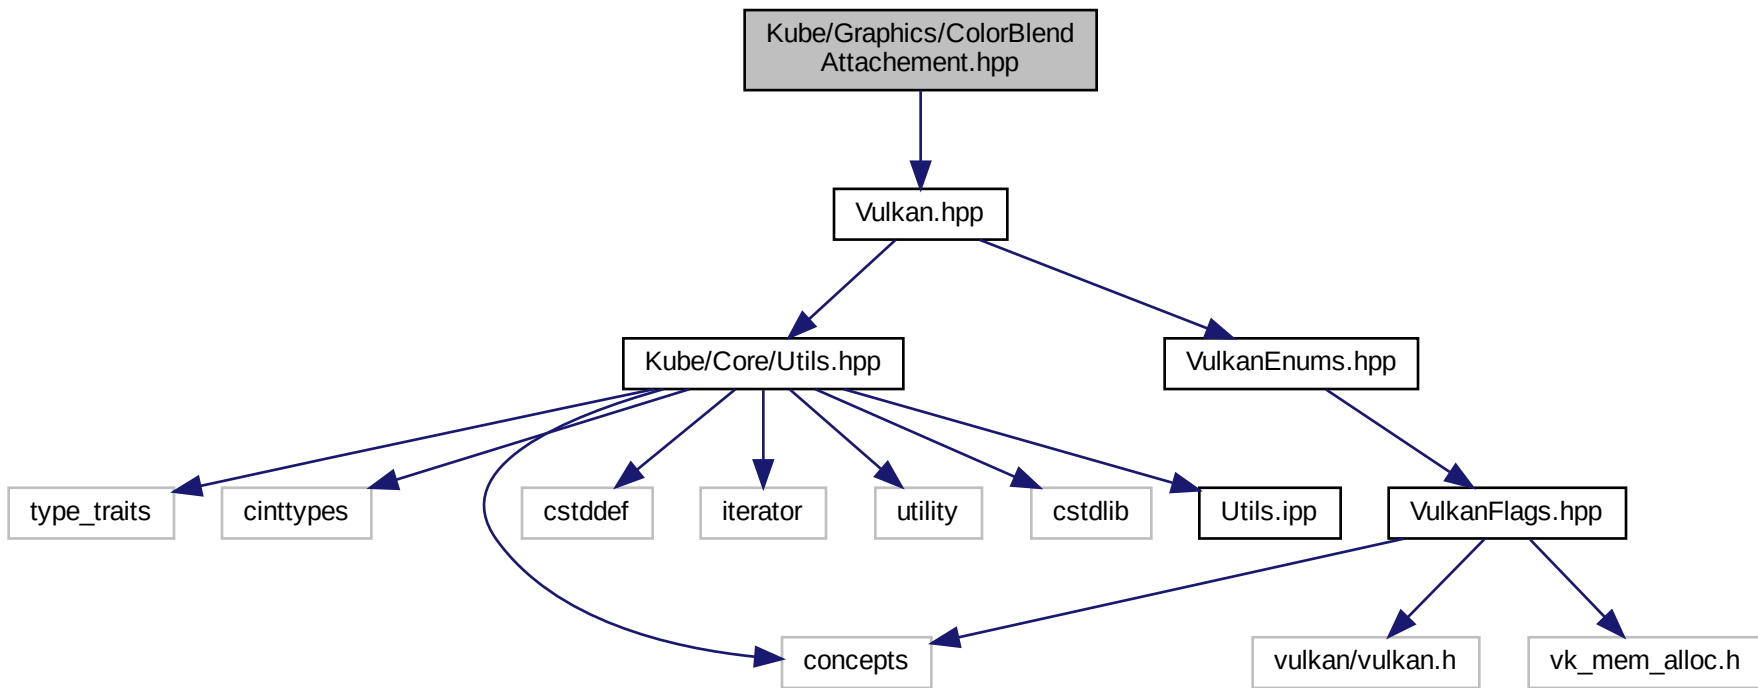 Kube/Graphics/ColorBlend
Attachement.hpp
Vulkan.hpp
Kube/Core/Utils.hpp
VulkanEnums.hpp
type_traits
cinttypes
cstddef
iterator
utility
cstdlib
Utils.ipp
VulkanFlags.hpp
concepts
vulkan/vulkan.h
vk_mem_alloc.h